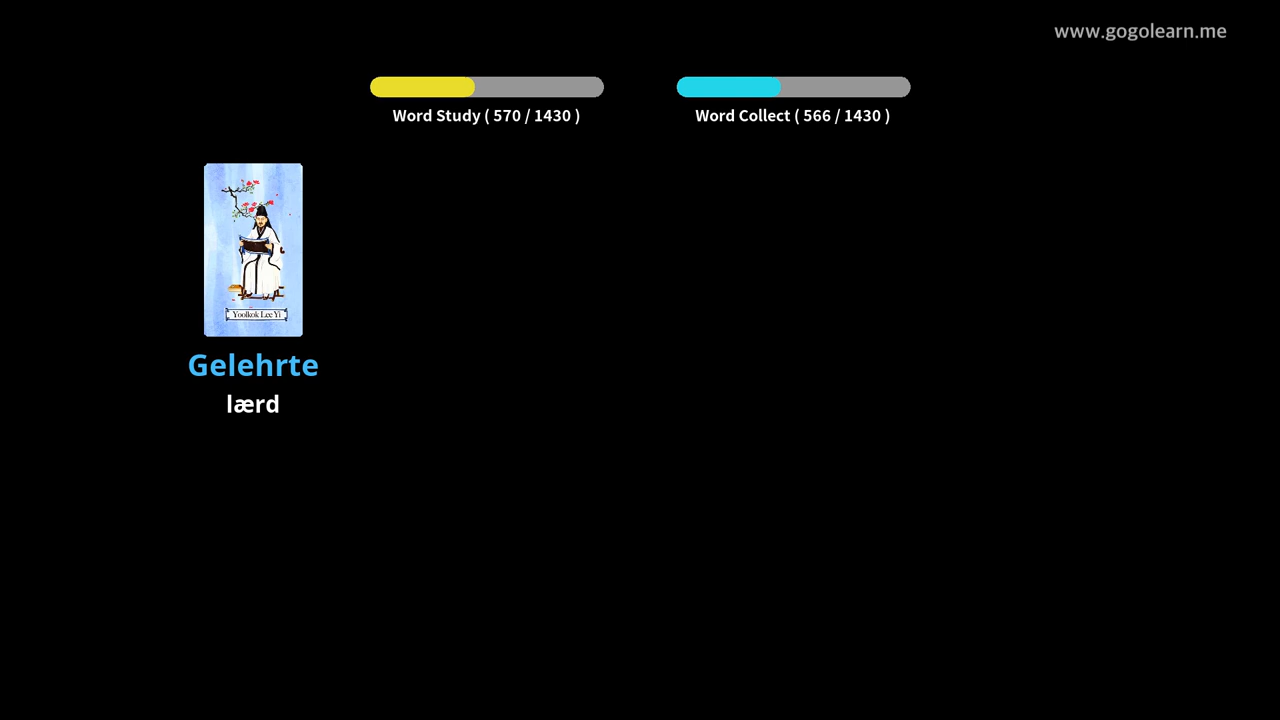 www.gogolearn.me
Word Study ( 570 / 1430 )
Word Collect ( 566 / 1430 )
Yoolkok Lee Yi
Gelehrte
lærd